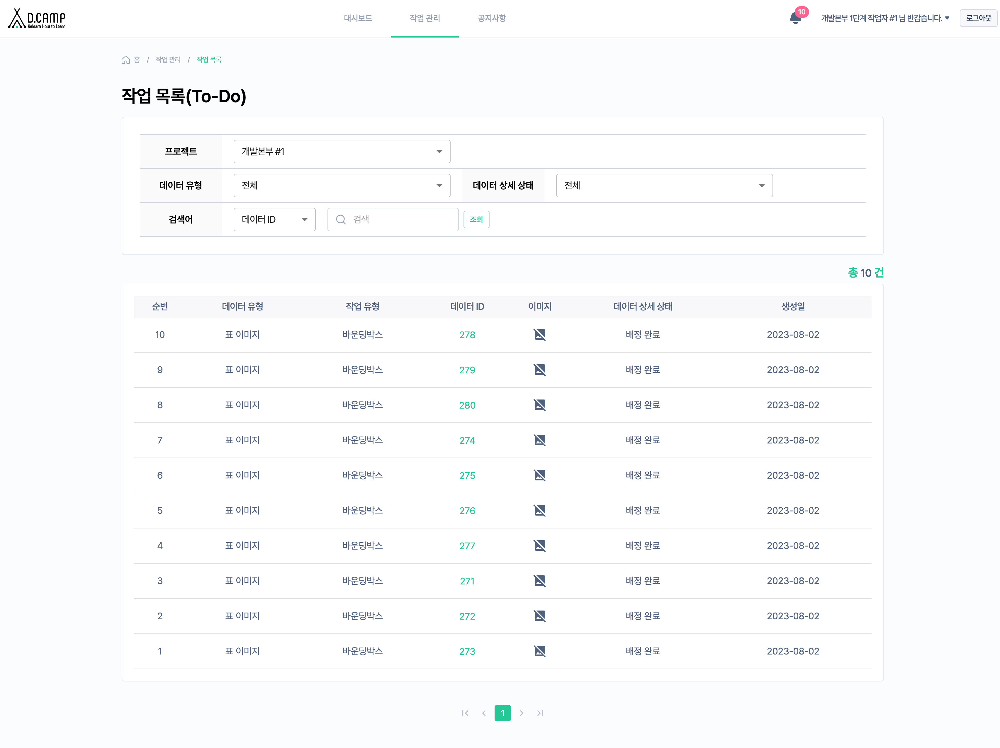 D.CAMP
Relearn How to Learn
대시보드 작업 관리 공지사항
10 개발본부 1단계 작업자 #1 님 반갑습니다. 로그아웃
홈 / 작업 관리 / 작업 목록
작업 목록(To-Do)
프로젝트 개발본부 #1
데이터 유형 전체 데이터 상세 상태 전체
검색어 데이터 ID 검색 조회
총 10 건
순번 데이터 유형 작업 유형 데이터 ID 이미지 데이터 상세 상태 생성일
10 표 이미지 바운딩박스 278 배정 완료 2023-08-02
9 표 이미지 바운딩박스 279 배정 완료 2023-08-02
8 표 이미지 바운딩박스 280 배정 완료 2023-08-02
7 표 이미지 바운딩박스 274 배정 완료 2023-08-02
6 표 이미지 바운딩박스 275 배정 완료 2023-08-02
5 표 이미지 바운딩박스 276 배정 완료 2023-08-02
4 표 이미지 바운딩박스 277 배정 완료 2023-08-02
3 표 이미지 바운딩박스 271 배정 완료 2023-08-02
2 표 이미지 바운딩박스 272 배정 완료 2023-08-02
1 표 이미지 바운딩박스 273 배정 완료 2023-08-02
1